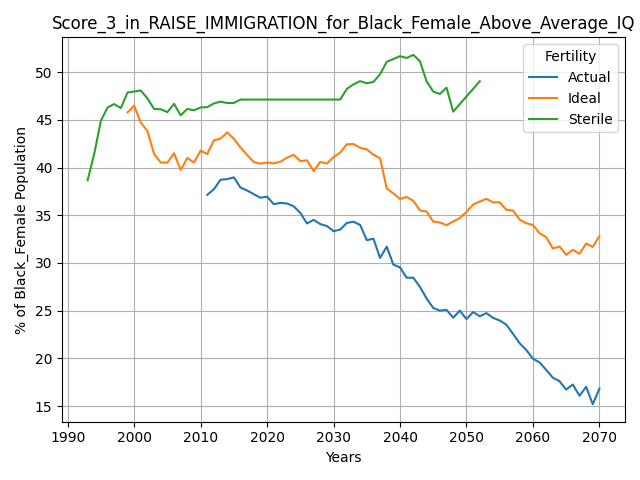 Score_3_in_RAISE_IMMIGRATION_for_Black_Female_Above_Average_IQ
Fertility
Actual
Ideal
Sterile
% of Black_Female Population
50
45
40
35
30
25
20
15
1990 2000 2010 2020 2030 2040 2050 2060 2070
Years